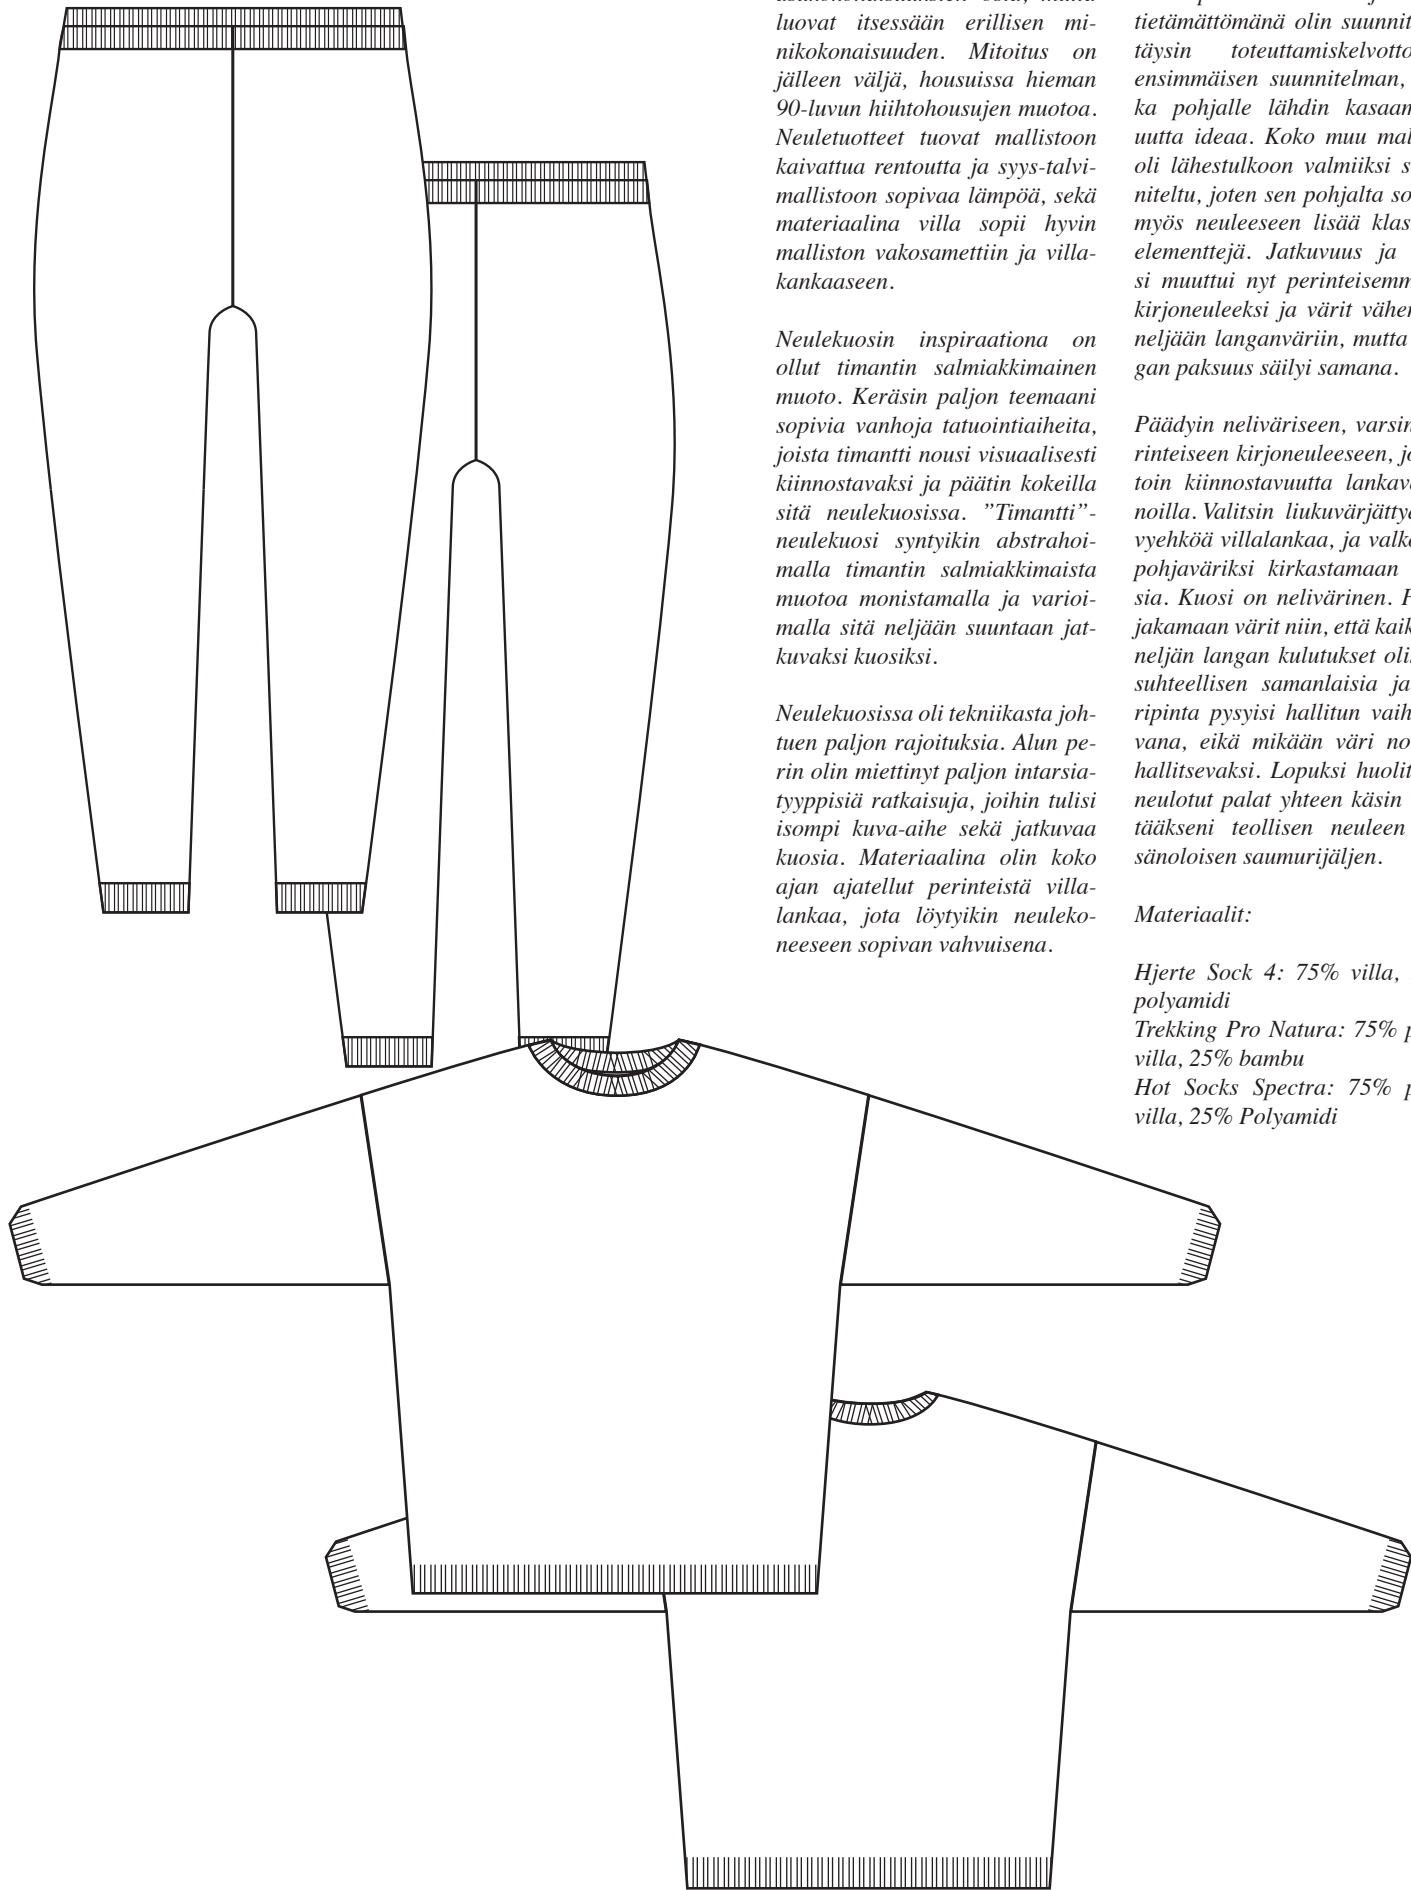 luovat itsessään erillisen mi-
nikokonaisuuden. Mitoitus on
jälleen väljä, housuissa hieman
90-luvun hiihtohousujen muotoa.
Neuletuotteet tuovat mallistoon
kaivattua rentoutta ja syys-talvi-
mallistoon sopivaa lämpöä, sekä
materiaalina villa sopii hyvin
malliston vakosamettiin ja villa-
kankaaseen.
Neulekuosin inspiraationa on
ollut timantin salmiakkimainen
muoto. Keräsin paljon teemaani
sopivia vanhoja tatuointiaiheita,
joista timantti nousi visuaalisesti
kiinnostavaksi ja päätin kokeilla
sitä neulekuosissa. ”Timantti”-
neulekuosi syntyikin abstrahoi-
malla timantin salmiakkimaista
muotoa monistamalla ja varioi-
malla sitä neljään suuntaan jat-
kuvaksi kuosiksi.
Neulekuosissa oli tekniikasta joh-
tuen paljon rajoituksia. Alun pe-
rin olin miettinyt paljon intarsia-
tyyppisiä ratkaisuja, joihin tulisi
isompi kuva-aihe sekä jatkuvaa
kuosia. Materiaalina olin koko
ajan ajatellut perinteistä villa-
lankaa, jota löytyikin neuleko-
neeseen sopivan vahvuisena.
tietämättömänä olin suunnit
täysin toteuttamiskelvotto
ensimmäisen suunnitelman,
ka pohjalle lähdin kasaam
uutta ideaa. Koko muu mal
oli lähestulkoon valmiiksi s
niteltu, joten sen pohjalta so
myös neuleeseen lisää klas
elementtejä. Jatkuvuus ja
si muuttui nyt perinteisemm
kirjoneuleeksi ja värit väher
neljään langanväriin, mutta
gan paksuus säilyi samana.
Päädyin neliväriseen, varsin
rinteiseen kirjoneuleeseen, jo
toin kiinnostavuutta lankava
noilla. Valitsin liukuvärjättyä
vyehköä villalankaa, ja valko
pohjaväriksi kirkastamaan
sia. Kuosi on nelivärinen. P
jakamaan värit niin, että kaik
neljän langan kulutukset olis
suhteellisen samanlaisia ja
ripinta pysyisi hallitun vaih
vana, eikä mikään väri no
hallitsevaksi. Lopuksi huolit
neulotut palat yhteen käsin
tääkseni teollisen neuleen
sänoloisen saumurijäljen.
Materiaalit:
Hjerte Sock 4: 75% villa,
polyamidi
Trekking Pro Natura: 75% p
villa, 25% bambu
Hot Socks Spectra: 75% p
villa, 25% Polyamidi